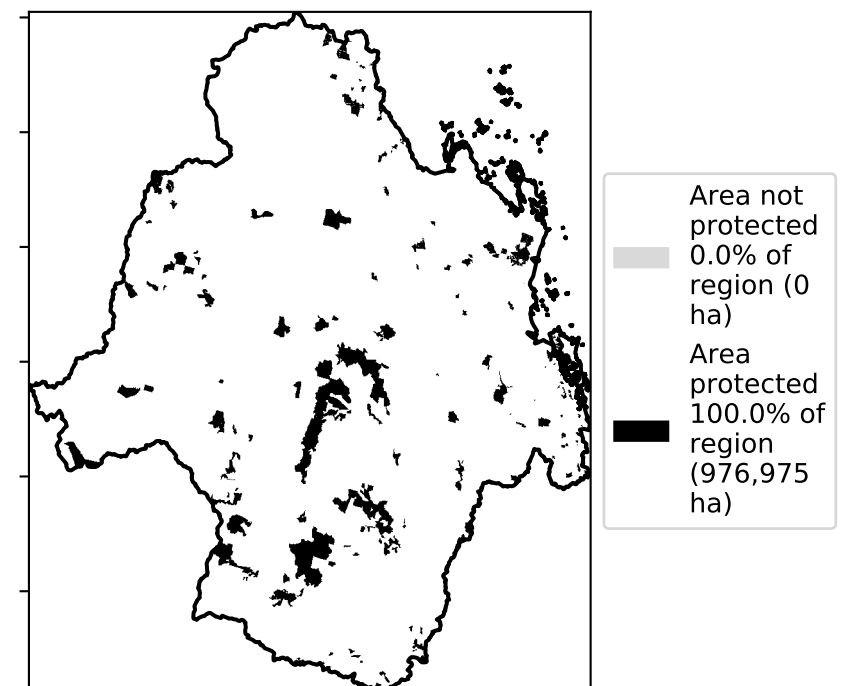 Area not
protected
0.0% of
region (0
ha)
Area
protected
100.0% of
region
(976,975
ha)